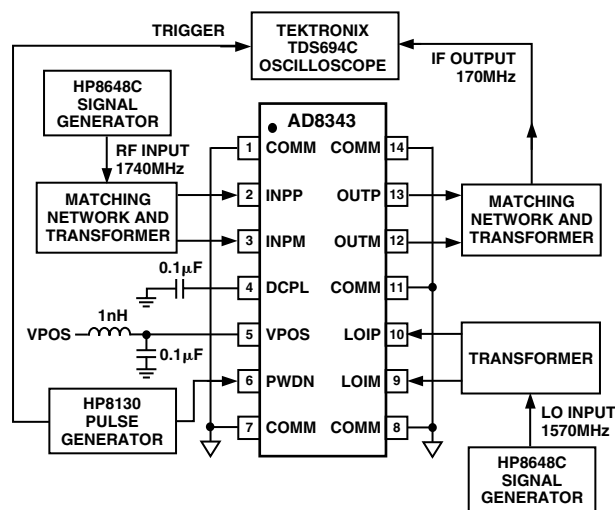 TRIGGER
TEKTRONIX
TDS694C
OSCILLOSCOPE
IF OUTPUT
170MHz
HP8648C
SIGNAL
GENERATOR
RF INPUT
1740MHz
MATCHING
NETWORK AND
TRANSFORMER
AD8343
1 COMM COMM 14
2 INPP OUTP 13
3 INPM OUTM 12
4 DCPL COMM 11
5 VPOS LOIP 10
6 PWDN LOIM 9
7 COMM COMM 8
0.1µF
1nH
VPOS
0.1µF
HP8130
PULSE
GENERATOR
MATCHING
NETWORK AND
TRANSFORMER
TRANSFORMER
LO INPUT
1570MHz
HP8648C
SIGNAL
GENERATOR